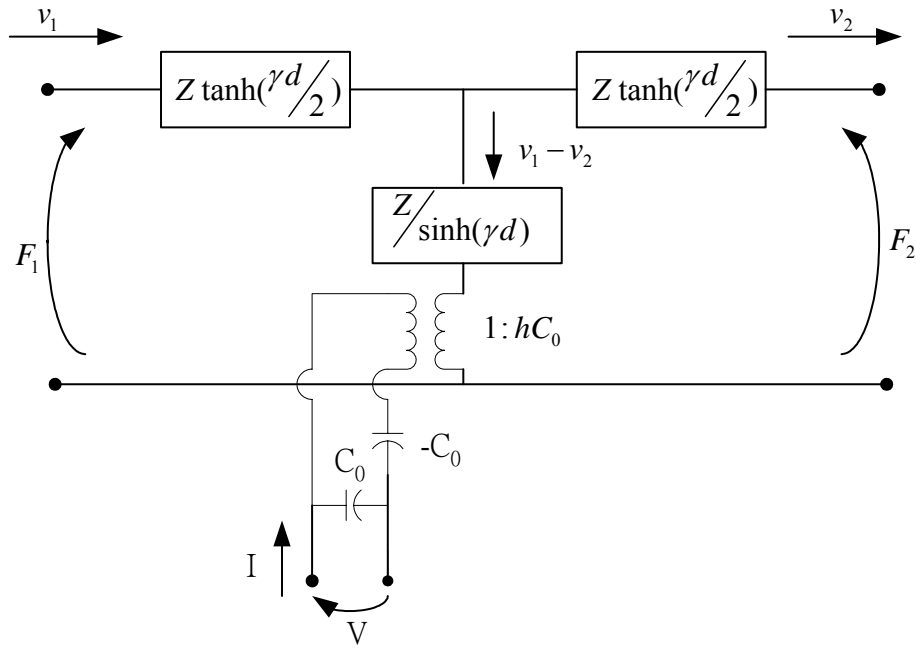 v₁
v₂
Z tanh(γd/2)
Z tanh(γd/2)
v₁ − v₂
Z/sinh(γd)
F₁
F₂
1:hC₀
-C₀
C₀
I
V